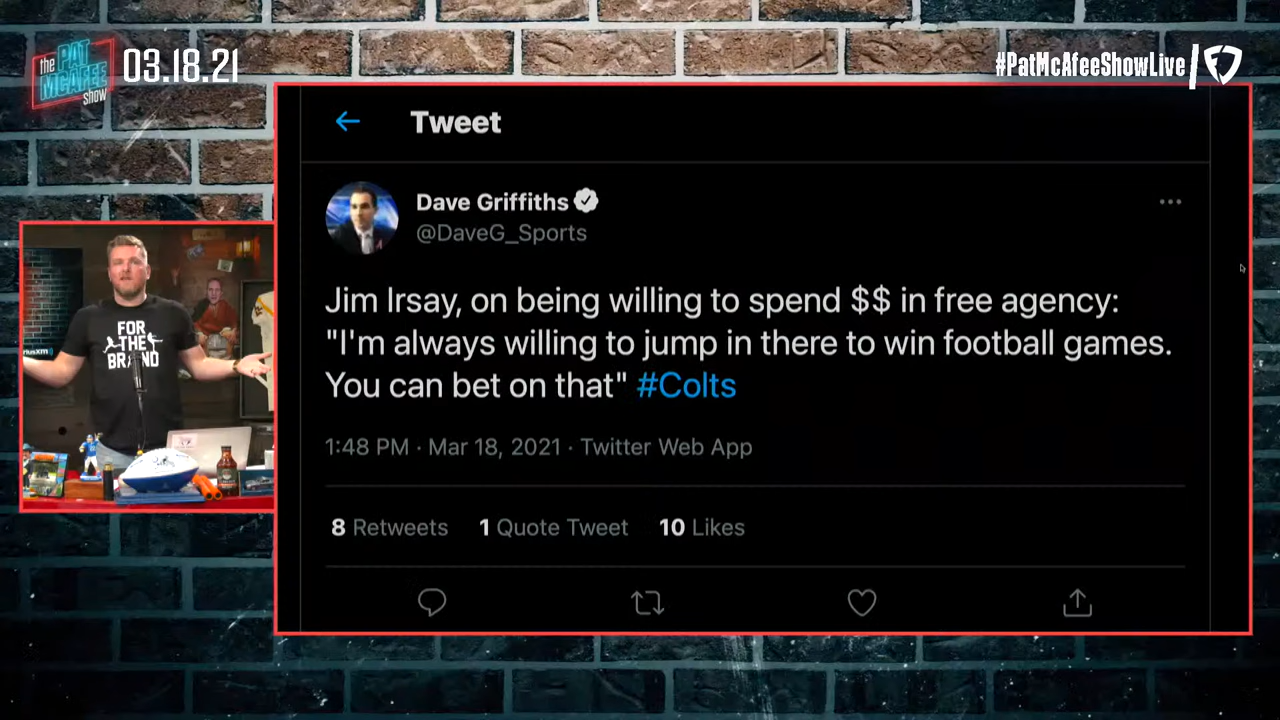 the PAT
MCAFEE
show
03.18.21
#PatMcAfeeShowLive
Tweet
Dave Griffiths
@DaveG_Sports
Jim Irsay, on being willing to spend $$ in free agency:
"I'm always willing to jump in there to win football games.
You can bet on that" #Colts
1:48 PM · Mar 18, 2021 · Twitter Web App
8 Retweets 1 Quote Tweet 10 Likes
FOR
THE
BRAND
iusxm